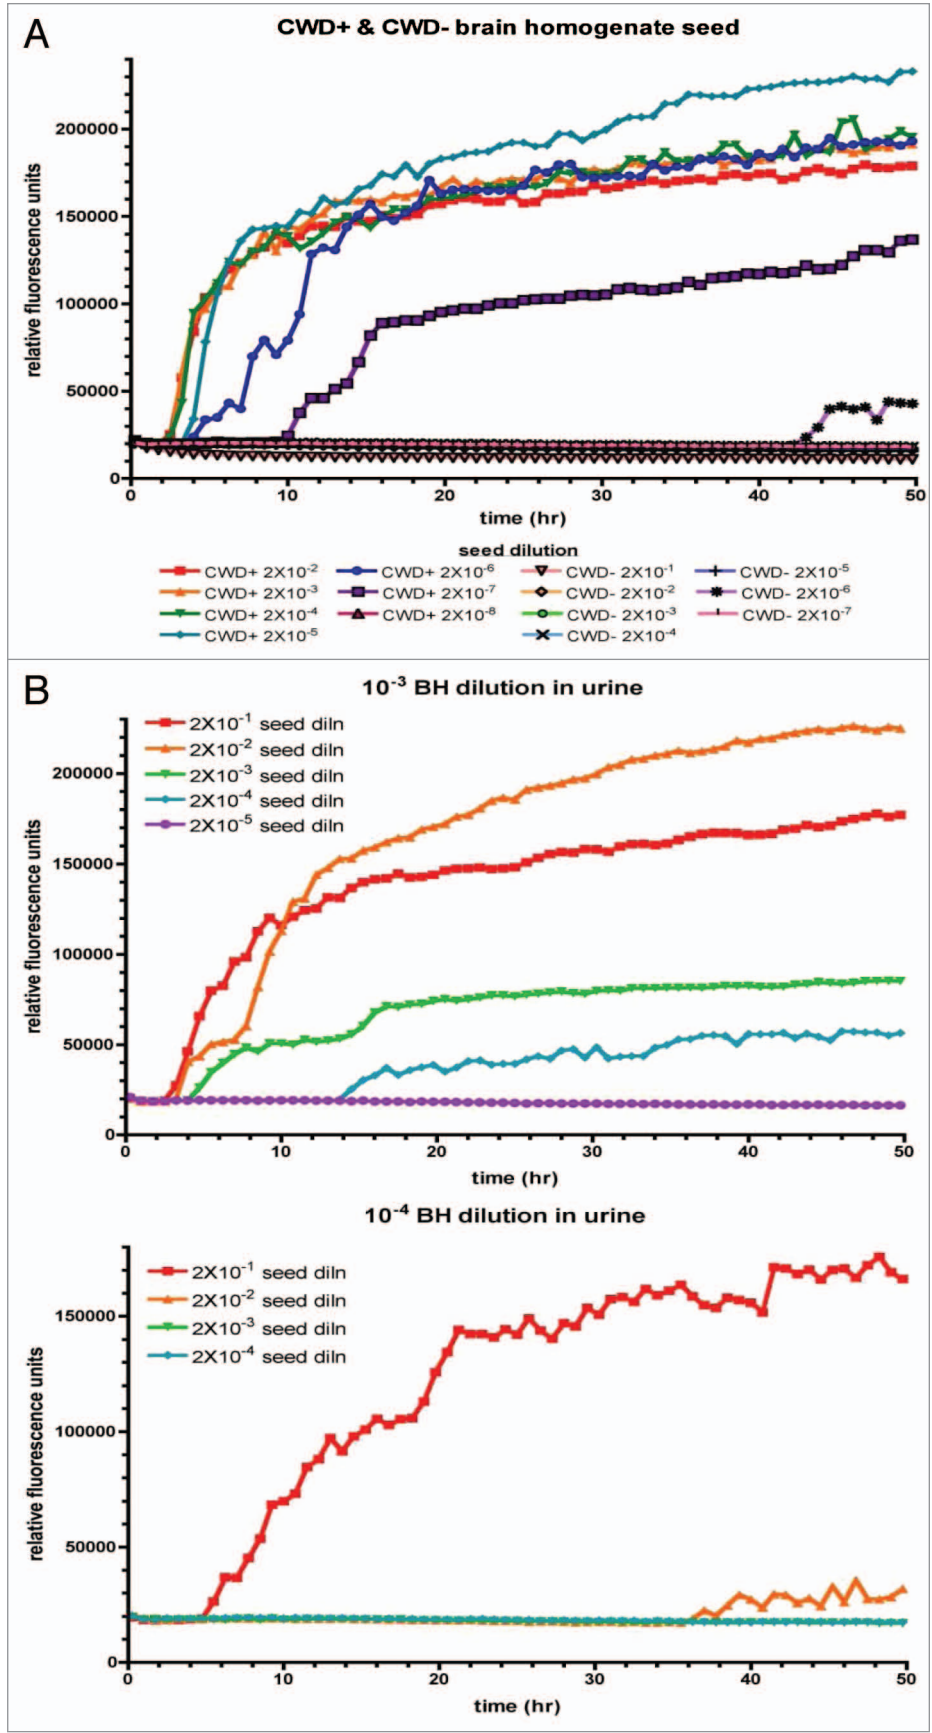 A
CWD+ & CWD- brain homogenate seed
relative fluorescence units
200000
150000
100000
50000
0
0 10 20 30 40 50
time (hr)
seed dilution
CWD+ 2X10⁻² CWD+ 2X10⁻⁶ CWD- 2X10⁻¹ CWD- 2X10⁻⁵
CWD+ 2X10⁻³ CWD+ 2X10⁻⁷ CWD- 2X10⁻² CWD- 2X10⁻⁶
CWD+ 2X10⁻⁴ CWD+ 2X10⁻⁸ CWD- 2X10⁻³ CWD- 2X10⁻⁷
CWD+ 2X10⁻⁵ CWD- 2X10⁻⁴
B
10⁻³ BH dilution in urine
2X10⁻¹ seed diln
2X10⁻² seed diln
2X10⁻³ seed diln
2X10⁻⁴ seed diln
2X10⁻⁵ seed diln
relative fluorescence units
200000
150000
100000
50000
0
0 10 20 30 40 50
time (hr)
10⁻⁴ BH dilution in urine
2X10⁻¹ seed diln
2X10⁻² seed diln
2X10⁻³ seed diln
2X10⁻⁴ seed diln
relative fluorescence units
150000
100000
50000
0
0 10 20 30 40 50
time (hr)